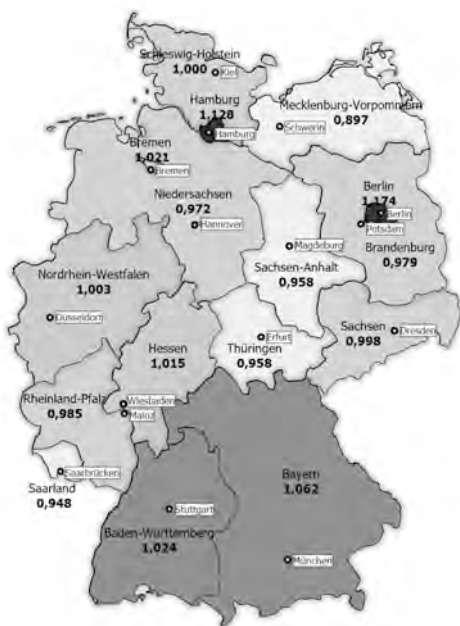 Schleswig-Holstein
1,000
Kiel
Hamburg
1,128
Hamburg
Mecklenburg-Vorpommern
0,897
Schwerin
Bremen
1,021
Bremen
Niedersachsen
0,972
Hannover
Berlin
1,174
Berlin
Potsdam
Brandenburg
0,979
Magdeburg
Sachsen-Anhalt
0,958
Nordrhein-Westfalen
1,003
Düsseldorf
Hessen
1,015
Erfurt
Thüringen
0,958
Sachsen
0,998
Dresden
Rheinland-Pfalz
0,985
Wiesbaden
Mainz
Saarbrücken
Saarland
0,948
Bayern
1,062
Stuttgart
Baden-Württemberg
1,024
München